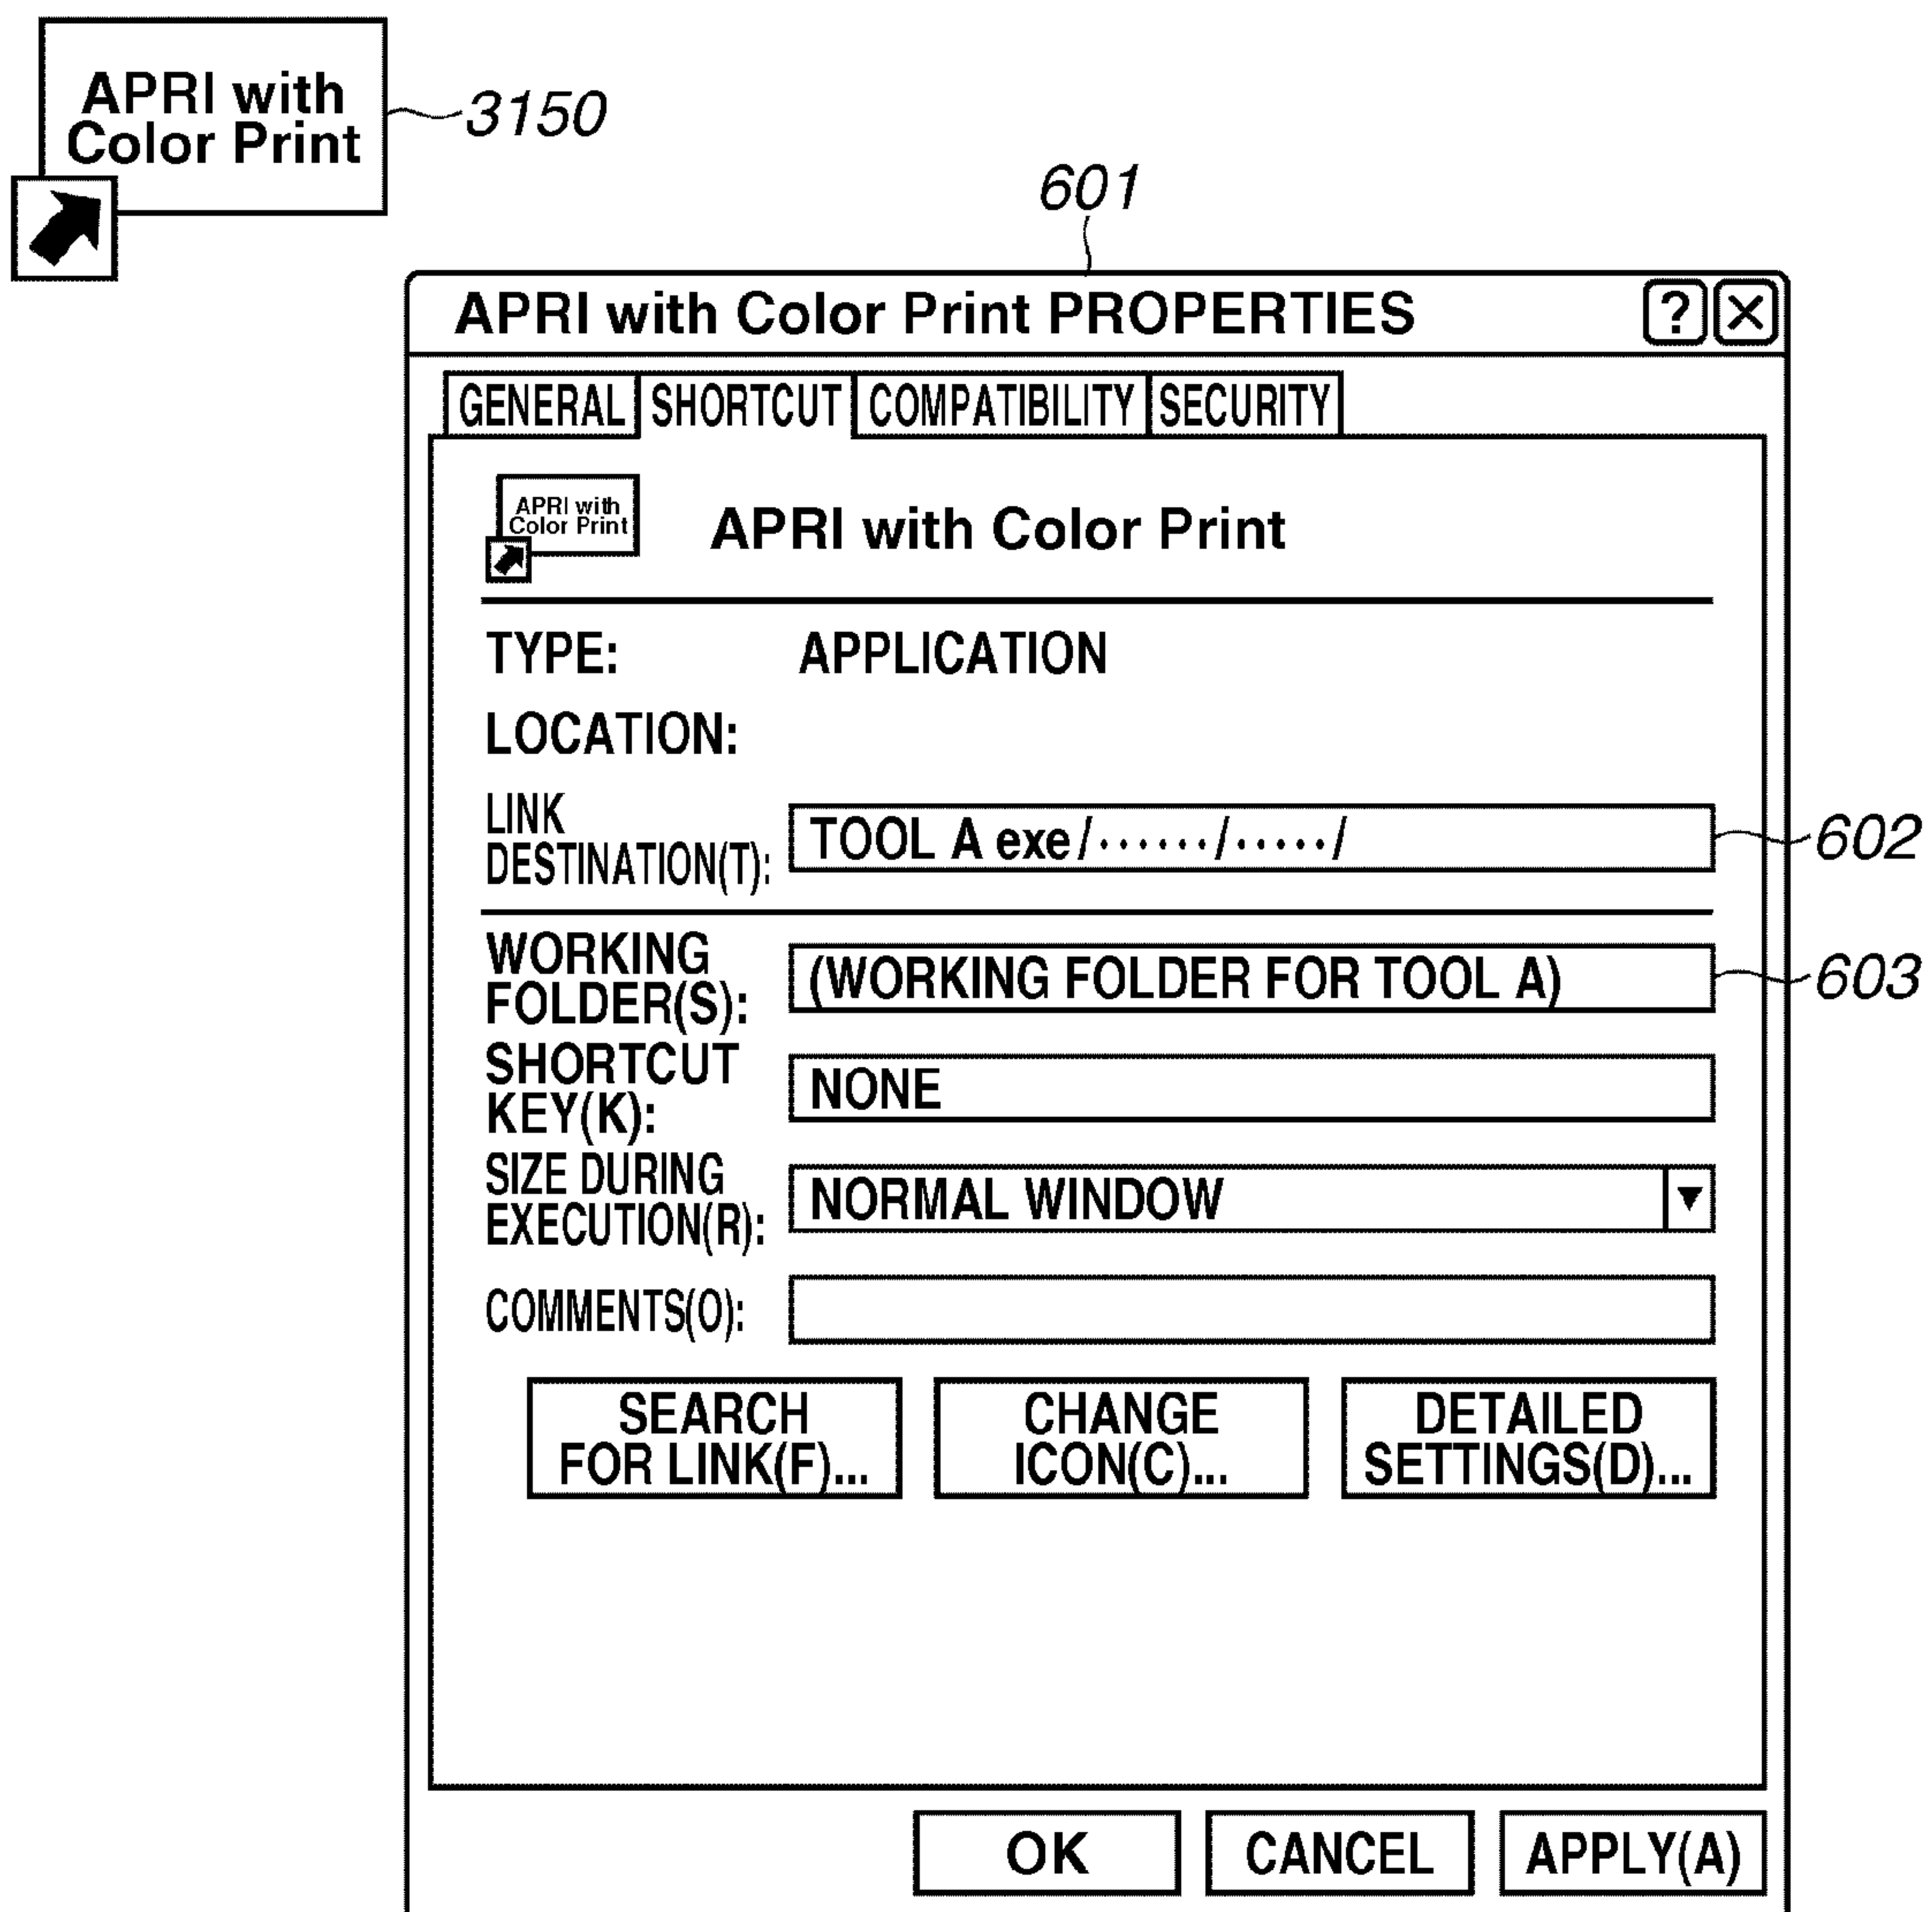 APRI with
Color Print
3150
601
APRI with Color Print PROPERTIES
?
GENERAL SHORTCUT COMPATIBILITY SECURITY
APRI with
Color Print
APRI with Color Print
TYPE: APPLICATION
LOCATION:
LINK
DESTINATION(T): TOOL A exe/······/·····/
602
WORKING
FOLDER(S): (WORKING FOLDER FOR TOOL A)
603
SHORTCUT
KEY(K): NONE
SIZE DURING
EXECUTION(R): NORMAL WINDOW
COMMENTS(O):
SEARCH
FOR LINK(F)...
CHANGE
ICON(C)...
DETAILED
SETTINGS(D)...
OK CANCEL APPLY(A)